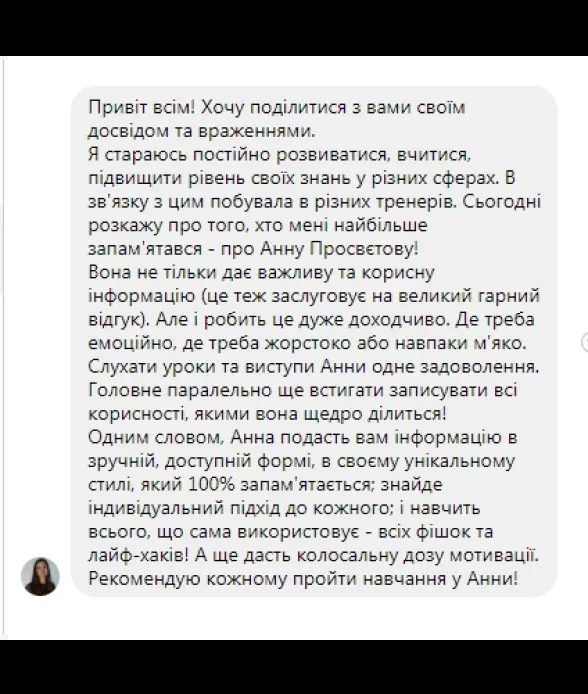 Привіт всім! Хочу поділитися з вами своїм
досвідом та враженнями.
Я стараюсь постійно розвиватися, вчитися,
підвищити рівень своїх знань у різних сферах. В
зв'язку з цим побувала в різних тренерів. Сьогодні
розкажу про того, хто мені найбільше
запам'ятався - про Анну Просвєтову!
Вона не тільки дає важливу та корисну
інформацію (це теж заслуговує на великий гарний
відгук). Але і робить це дуже доходчиво. Де треба
емоційно, де треба жорстоко або навпаки м'яко.
Слухати уроки та виступи Анни одне задоволення.
Головне паралельно ще встигати записувати всі
корисності, якими вона щедро ділиться!
Одним словом, Анна подасть вам інформацію в
зручній, доступній формі, в своєму унікальному
стилі, який 100% запам'ятається; знайде
індивідуальний підхід до кожного; і навчить
всього, що сама використовує - всіх фішок та
лайф-хаків! А ще дасть колосальну дозу мотивації.
Рекомендую кожному пройти навчання у Анни!